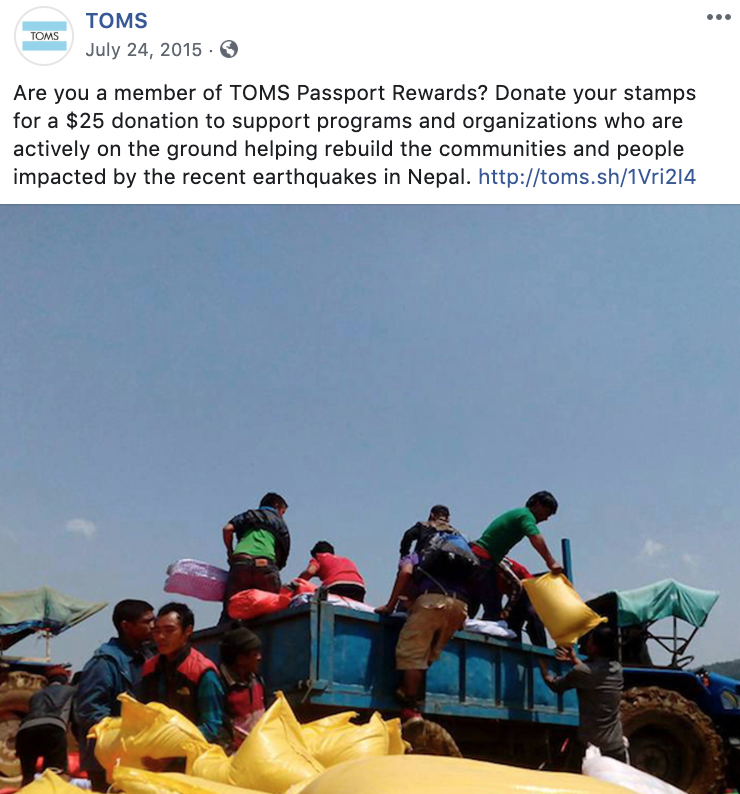 TOMS
TOMS
July 24, 2015 ·
Are you a member of TOMS Passport Rewards? Donate your stamps
for a $25 donation to support programs and organizations who are
actively on the ground helping rebuild the communities and people
impacted by the recent earthquakes in Nepal. http://toms.sh/1Vri2I4